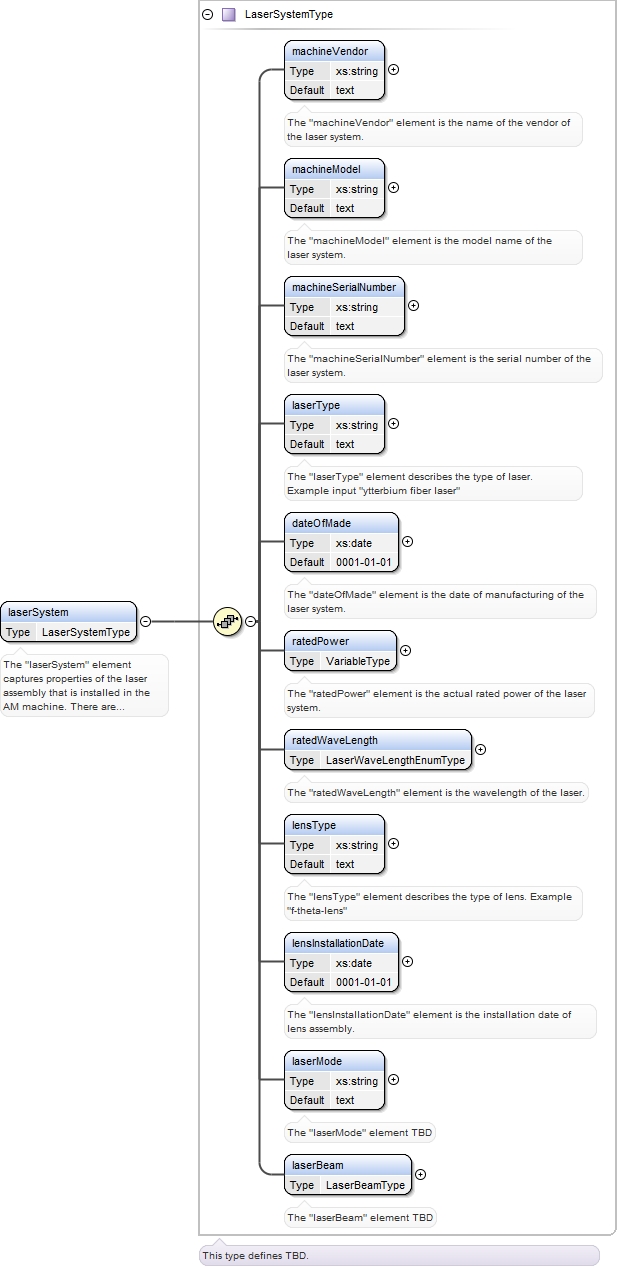 LaserSystemType
machineVendor
Type xs:string
Default text
The "machineVendor" element is the name of the vendor of
the laser system.
machineModel
Type xs:string
Default text
The "machineModel" element is the model name of the
laser system.
machineSerialNumber
Type xs:string
Default text
The "machineSerialNumber" element is the serial number of the
laser system.
laserType
Type xs:string
Default text
The "laserType" element describes the type of laser.
Example input "ytterbium fiber laser"
dateOfMade
Type xs:date
Default 0001-01-01
The "dateOfMade" element is the date of manufacturing of the
laser system.
laserSystem
Type LaserSystemType
The "laserSystem" element
captures properties of the laser
assembly that is installed in the
AM machine. There are...
ratedPower
Type VariableType
The "ratedPower" element is the actual rated power of the laser
system.
ratedWaveLength
Type LaserWaveLengthEnumType
The "ratedWaveLength" element is the wavelength of the laser.
lensType
Type xs:string
Default text
The "lensType" element describes the type of lens. Example
"f-theta-lens"
lensInstallationDate
Type xs:date
Default 0001-01-01
The "lensInstallationDate" element is the installation date of
lens assembly.
laserMode
Type xs:string
Default text
The "laserMode" element TBD
laserBeam
Type LaserBeamType
The "laserBeam" element TBD
This type defines TBD.